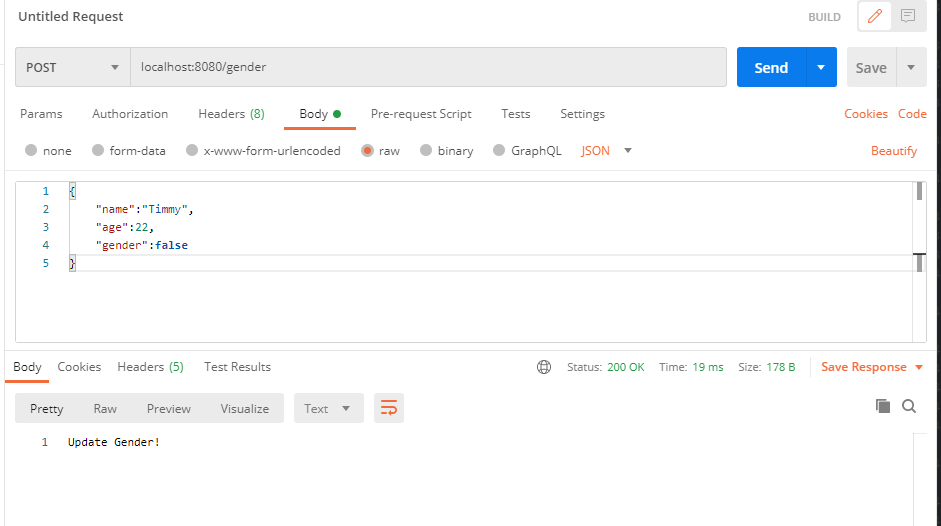 Untitled Request BUILD
POST localhost:8080/gender Send Save
Params Authorization Headers (8) Body Pre-request Script Tests Settings Cookies Code
none form-data x-www-form-urlencoded raw binary GraphQL JSON Beautify
1 {
2 "name":"Timmy",
3 "age":22,
4 "gender":false
5 }
Body Cookies Headers (5) Test Results Status: 200 OK Time: 19 ms Size: 178 B Save Response
Pretty Raw Preview Visualize Text
1 Update Gender!